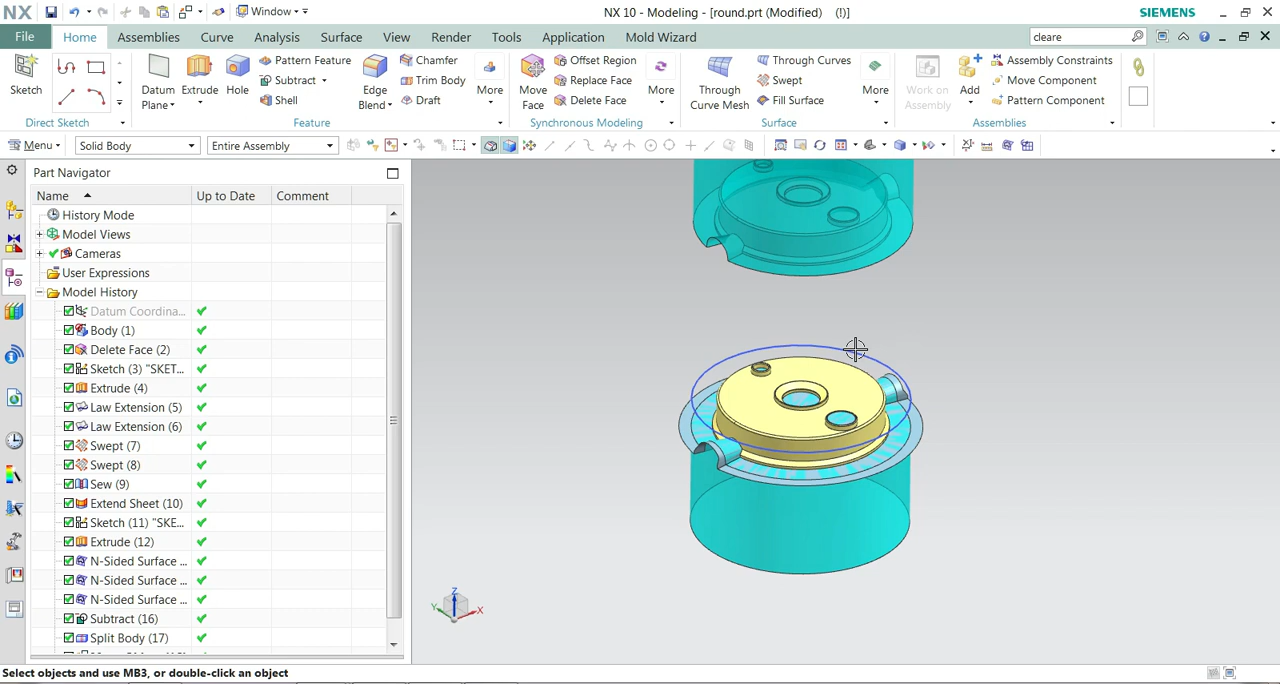 NX Window NX 10 - Modeling - [round.prt (Modified) (!)] SIEMENS
File Home Assemblies Curve Analysis Surface View Render Tools Application Mold Wizard cleare
Sketch
Direct Sketch
Datum Plane
Extrude
Hole
Pattern Feature
Subtract
Shell
Edge Blend
Chamfer
Trim Body
Draft
More
Feature
Move Face
Offset Region
Replace Face
Delete Face
More
Synchronous Modeling
Through Curve Mesh
Through Curves
Swept
Fill Surface
More
Surface
Work on Assembly
Add
Assembly Constraints
Move Component
Pattern Component
Assemblies
Menu Solid Body Entire Assembly
Part Navigator
Name Up to Date Comment
History Mode
Model Views
Cameras
User Expressions
Model History
Datum Coordina...
Body (1)
Delete Face (2)
Sketch (3) "SKET...
Extrude (4)
Law Extension (5)
Law Extension (6)
Swept (7)
Swept (8)
Sew (9)
Extend Sheet (10)
Sketch (11) "SKE...
Extrude (12)
N-Sided Surface ...
N-Sided Surface ...
N-Sided Surface ...
Subtract (16)
Split Body (17)
Z
Y X
Select objects and use MB3, or double-click an object